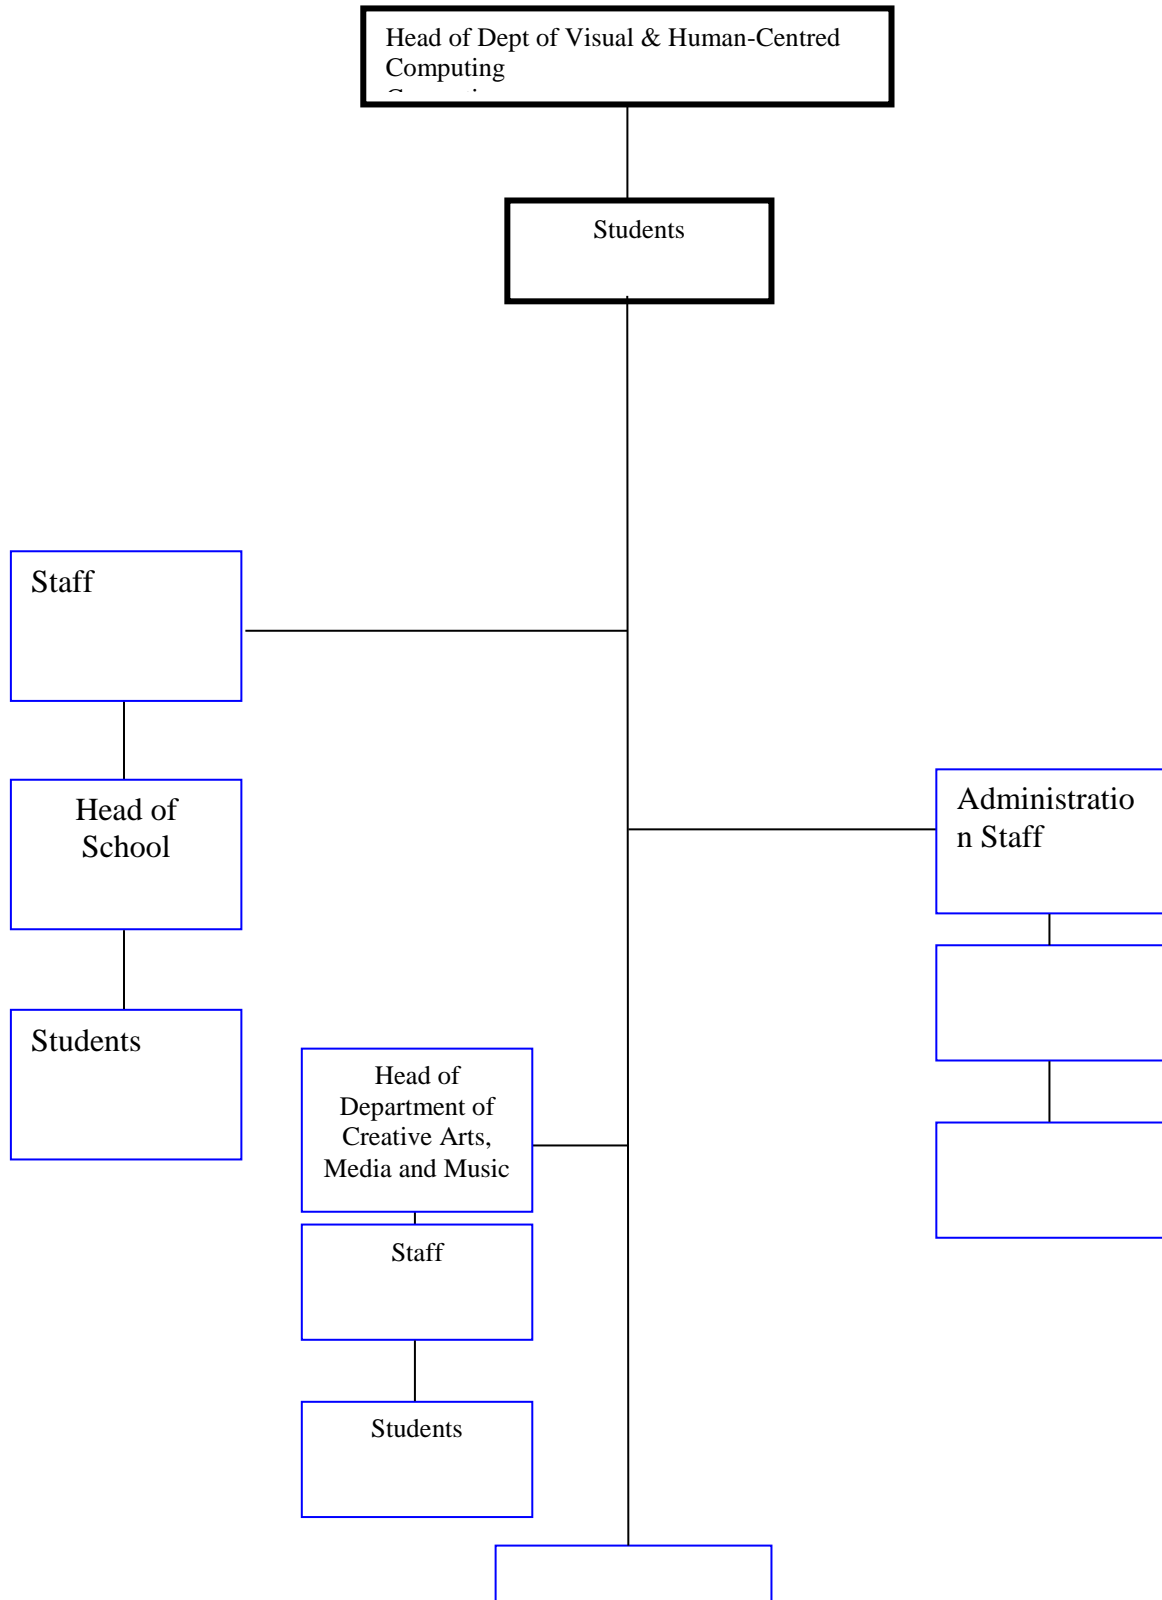 Head of Dept of Visual & Human-Centred
Computing
Students
Staff
Head of
School
Students
Administratio
n Staff
Head of
Department of
Creative Arts,
Media and Music
Staff
Students